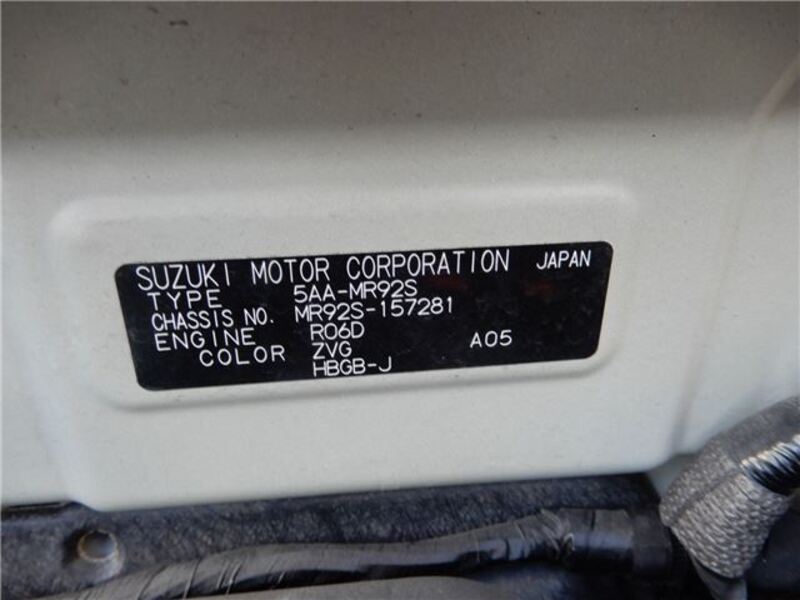 SUZUKI MOTOR CORPORATION JAPAN
TYPE 5AA-MR92S
CHASSIS NO. MR92S-157281
ENGINE R06D A05
COLOR ZVG
HBGB-J